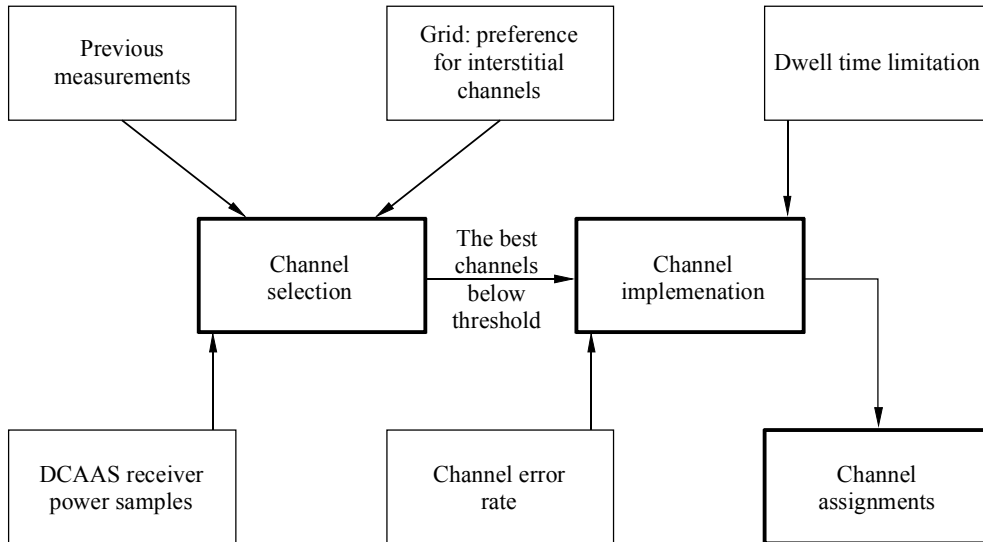 Previous
measurements
Grid: preference
for interstitial
channels
Dwell time limitation
Channel
selection
The best
channels
below
threshold
Channel
implemenation
DCAAS receiver
power samples
Channel error
rate
Channel
assignments